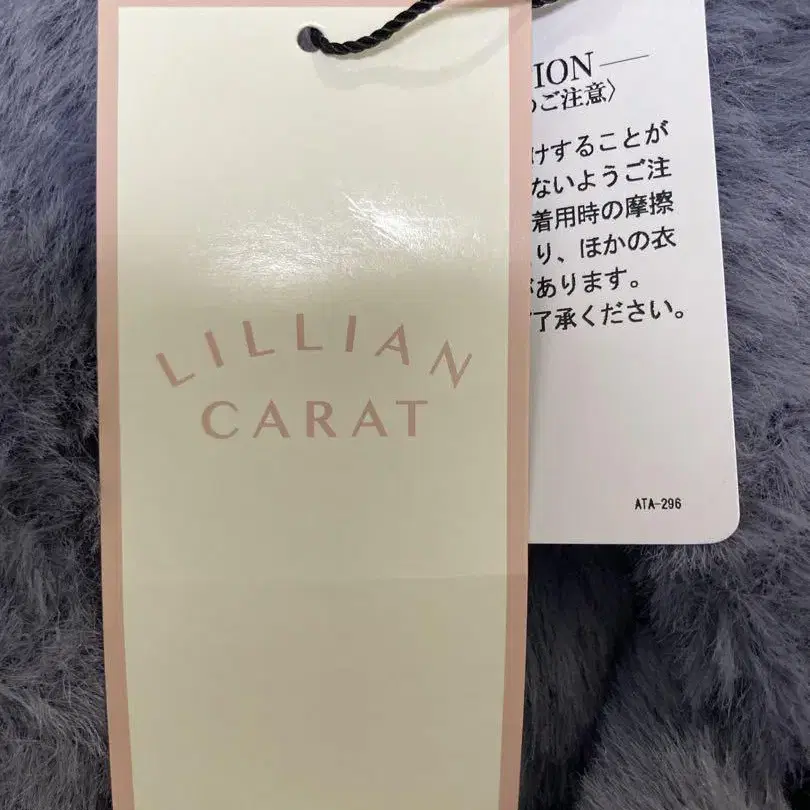 LILLIAN
CARAT
ION
ご注意〉
けすることが
ないようご注
着用時の摩擦
り、ほかの衣
があります。
了承ください。
ATA-296